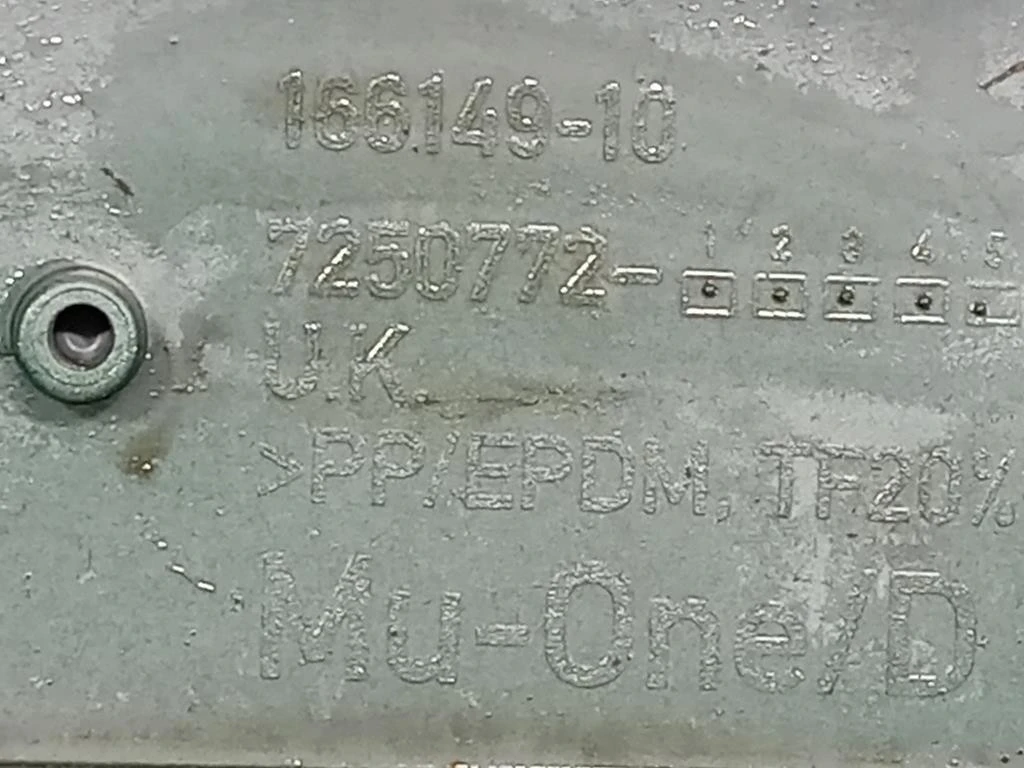 166149-10
7250772- 1 2 3 4 5
U.K.
>PP/EPDM, TF20%
Mu-One/D